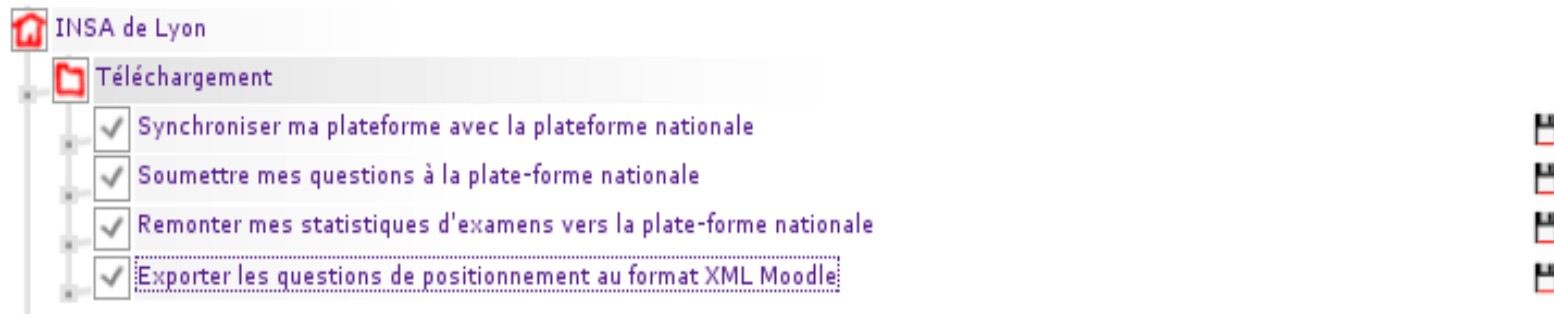 INSA de Lyon
Téléchargement
Synchroniser ma plateforme avec la plateforme nationale
Soumettre mes questions à la plate-forme nationale
Remonter mes statistiques d'examens vers la plate-forme nationale
Exporter les questions de positionnement au format XML Moodle